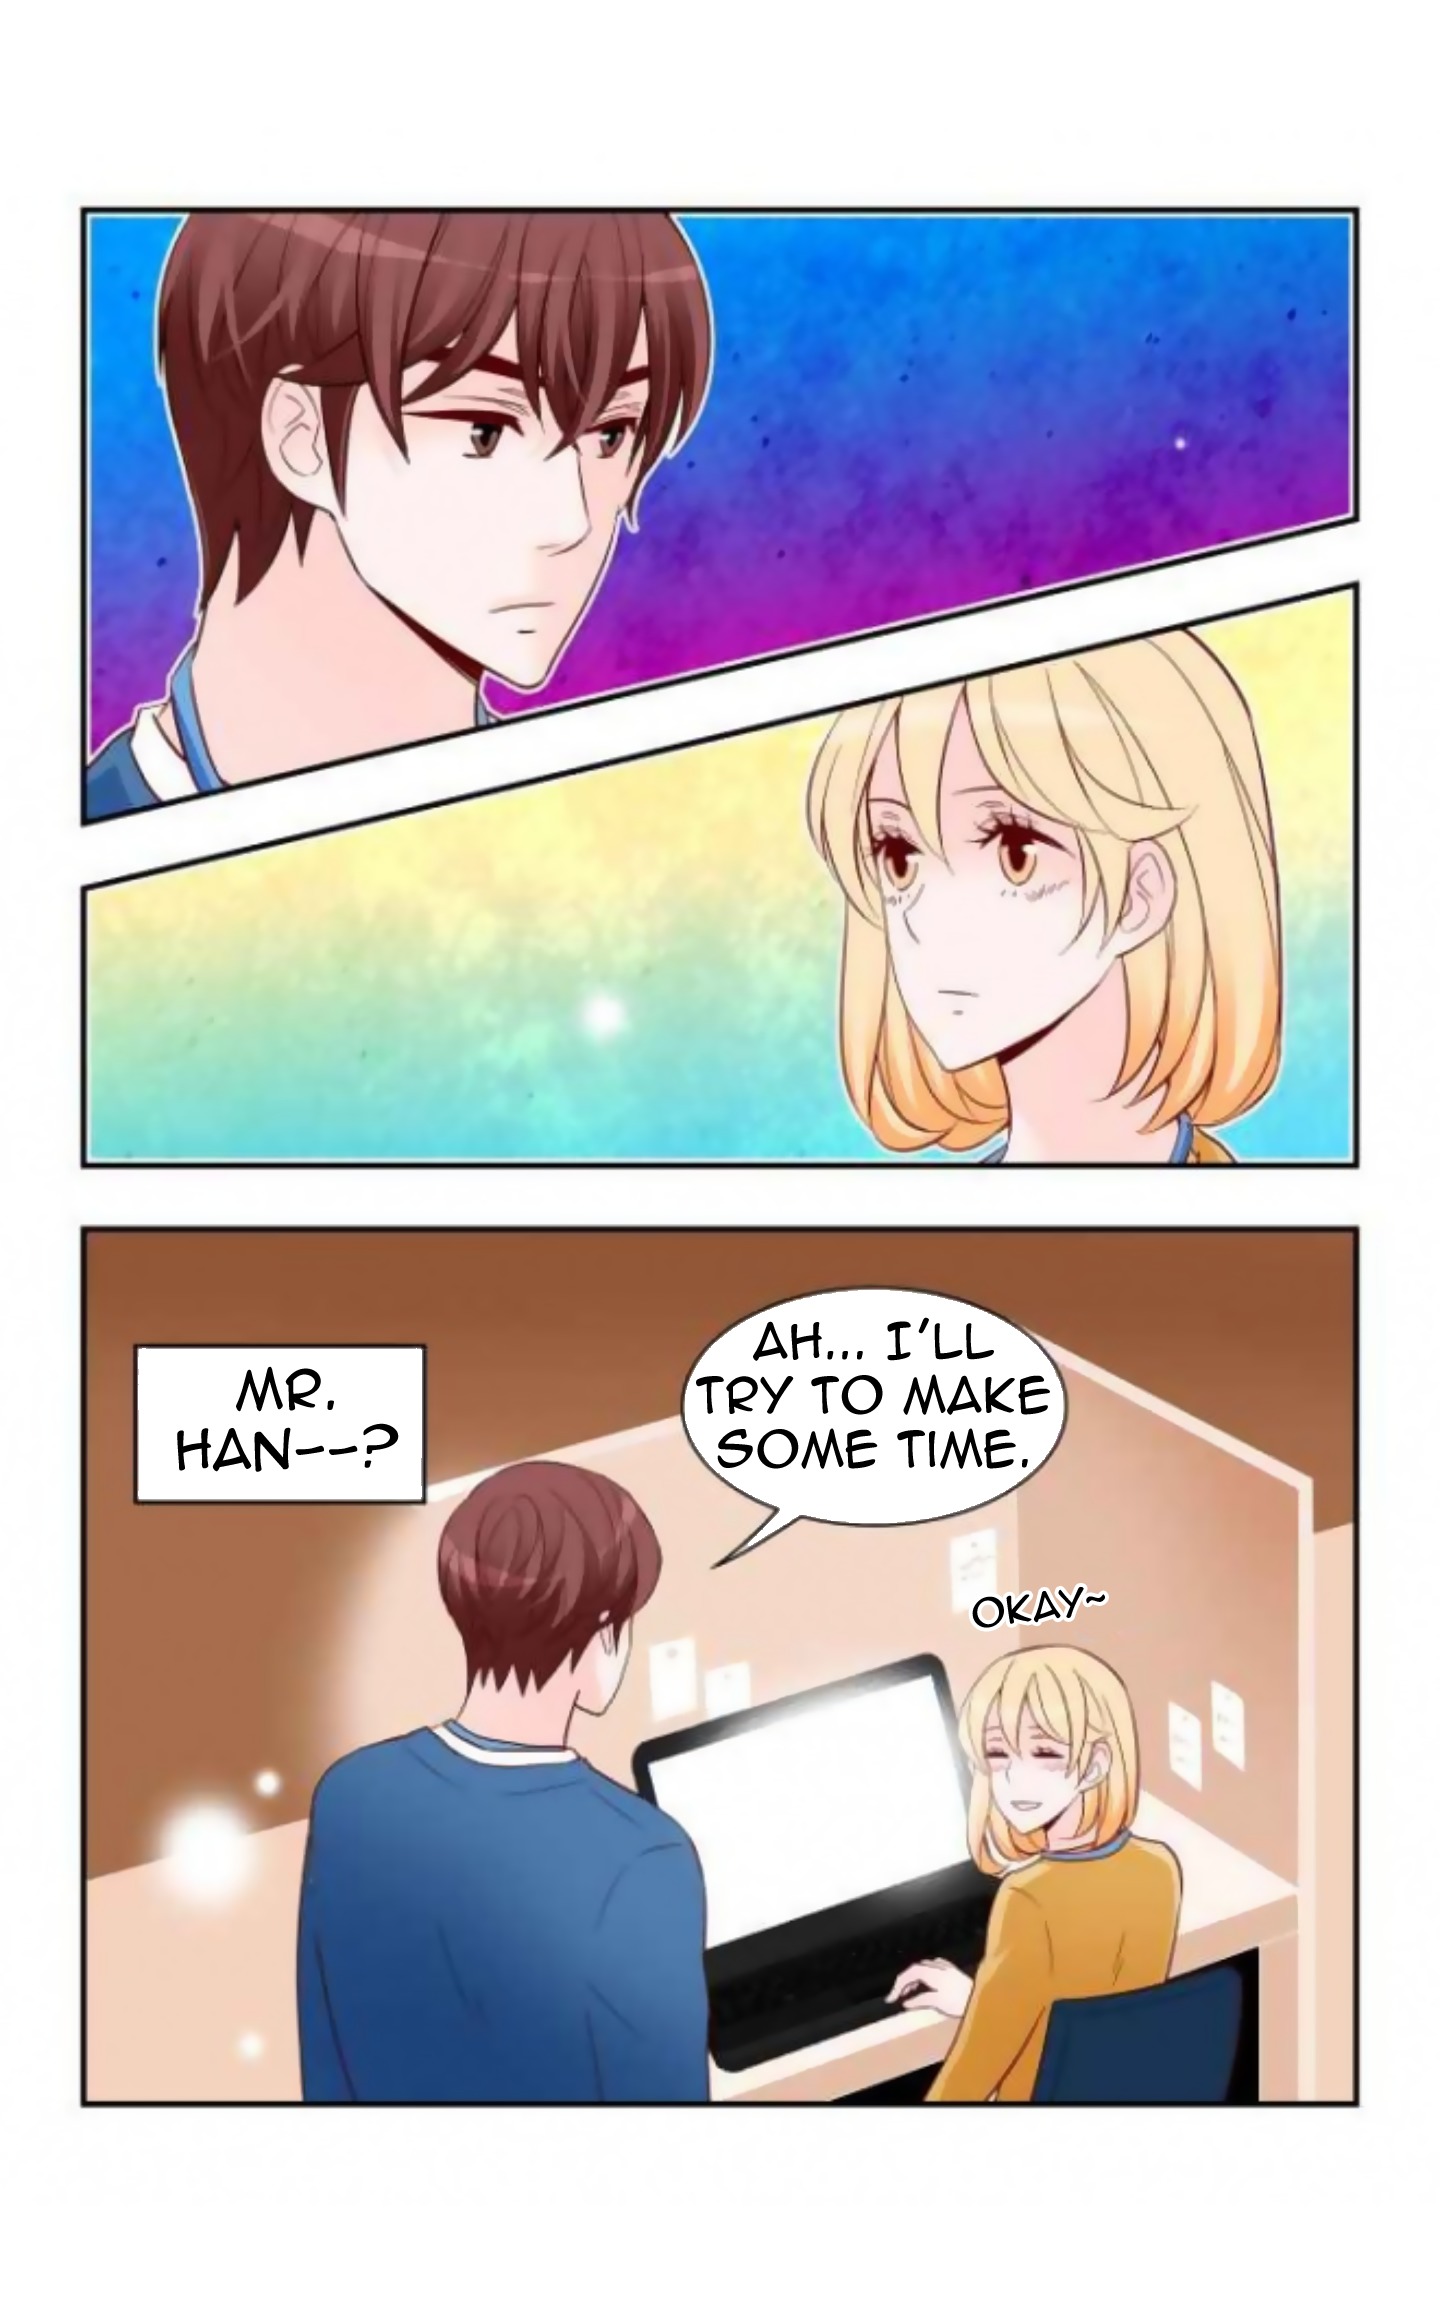 MR.
HAN--?
AH... I'LL
TRY TO MAKE
SOME TIME.
OKAY~